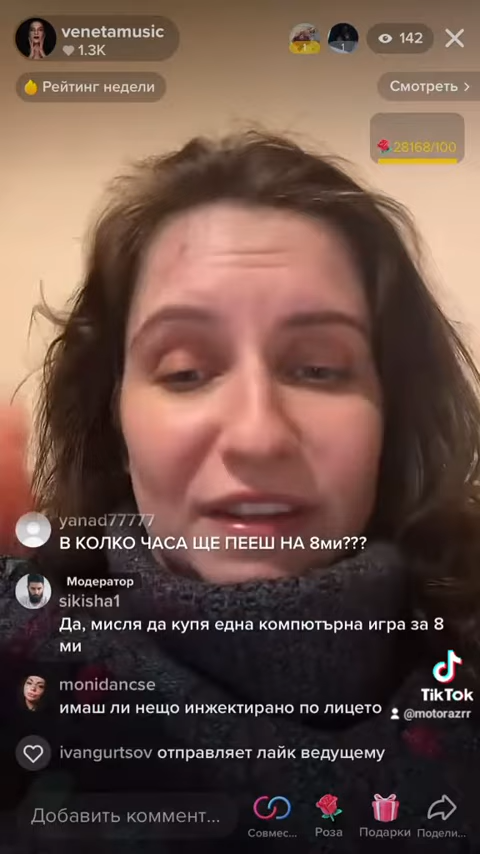 venetamusic
1.3K
1
142
Рейтинг недели
Смотреть >
28168/100
yanad77777
В КОЛКО ЧАСА ЩЕ ПЕЕШ НА 8ми???
Модератор
sikisha1
Да, мисля да купя една компютърна игра за 8
ми
monidancse
имаш ли нещо инжектирано по лицето
TikTok
@motorazrr
ivangurtsov отправляет лайк ведущему
Добавить коммент...
Совмес...
Роза
Подарки
Подели...